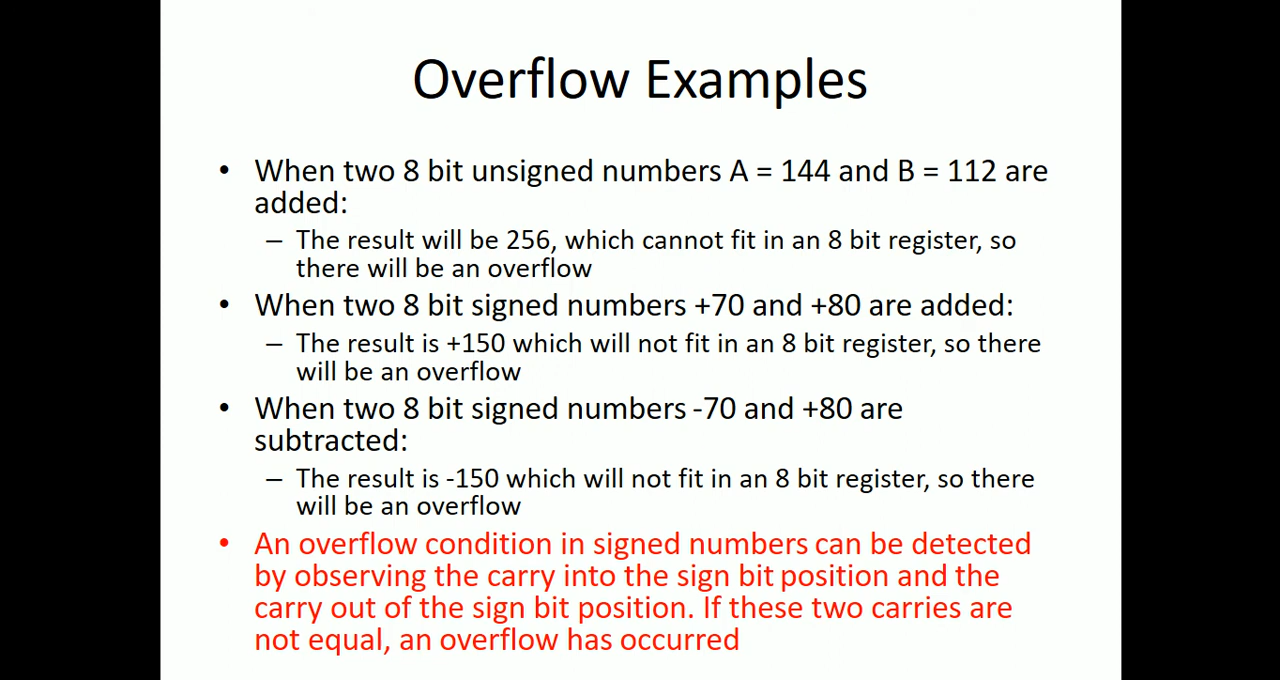 Overflow Examples
• When two 8 bit unsigned numbers A = 144 and B = 112 are
added:
– The result will be 256, which cannot fit in an 8 bit register, so
there will be an overflow
• When two 8 bit signed numbers +70 and +80 are added:
– The result is +150 which will not fit in an 8 bit register, so there
will be an overflow
• When two 8 bit signed numbers -70 and +80 are
subtracted:
– The result is -150 which will not fit in an 8 bit register, so there
will be an overflow
• An overflow condition in signed numbers can be detected
by observing the carry into the sign bit position and the
carry out of the sign bit position. If these two carries are
not equal, an overflow has occurred